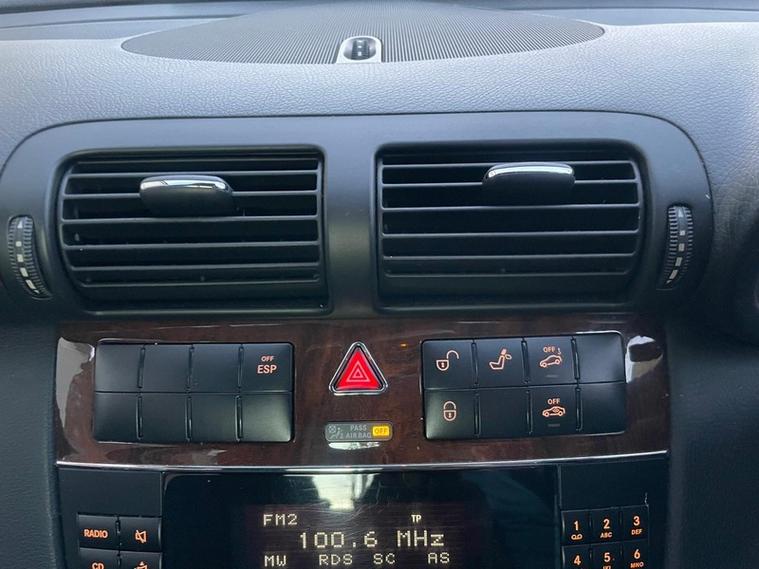 OFF
ESP
OFF
OFF
PASS
AIR BAG OFF
FM2 TP
100.6 MHz
MW RDS SC AS
RADIO
CD
1 2 ABC 3 DEF
4 5 6 MNO